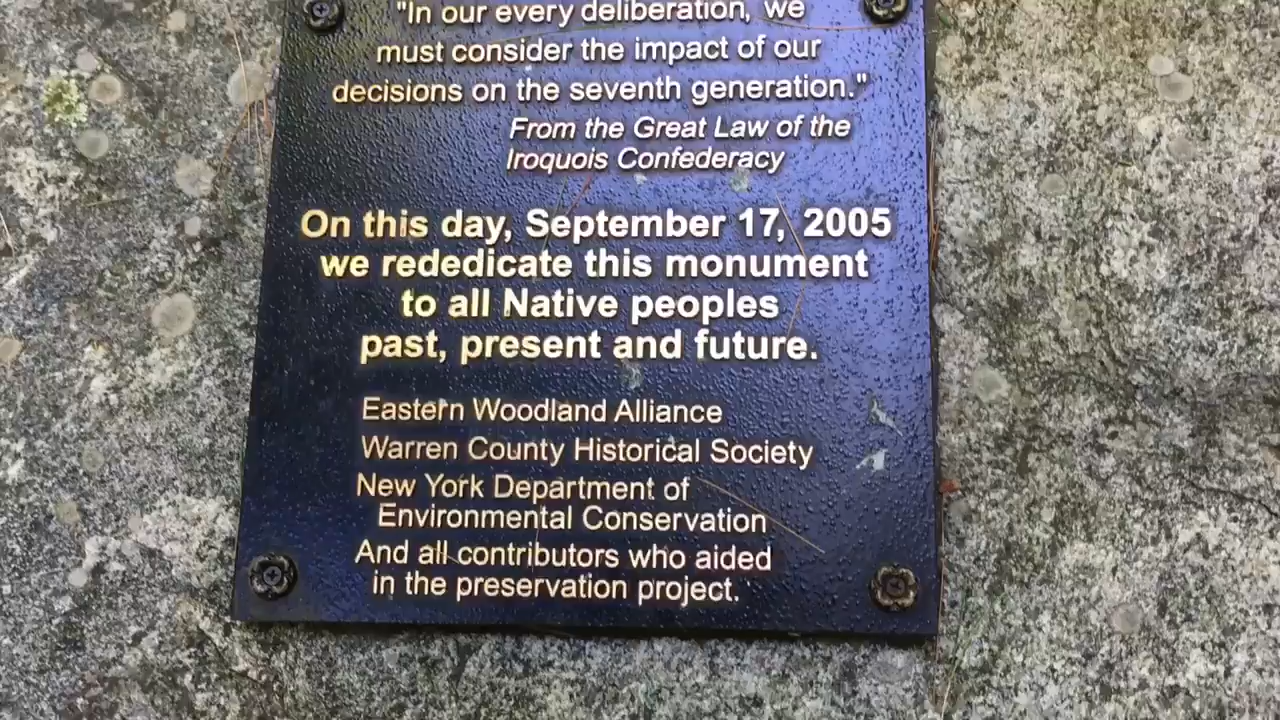 "In our every deliberation, we
must consider the impact of our
decisions on the seventh generation."
From the Great Law of the
Iroquois Confederacy
On this day, September 17, 2005
we rededicate this monument
to all Native peoples
past, present and future.
Eastern Woodland Alliance
Warren County Historical Society
New York Department of
Environmental Conservation
And all contributors who aided
in the preservation project.